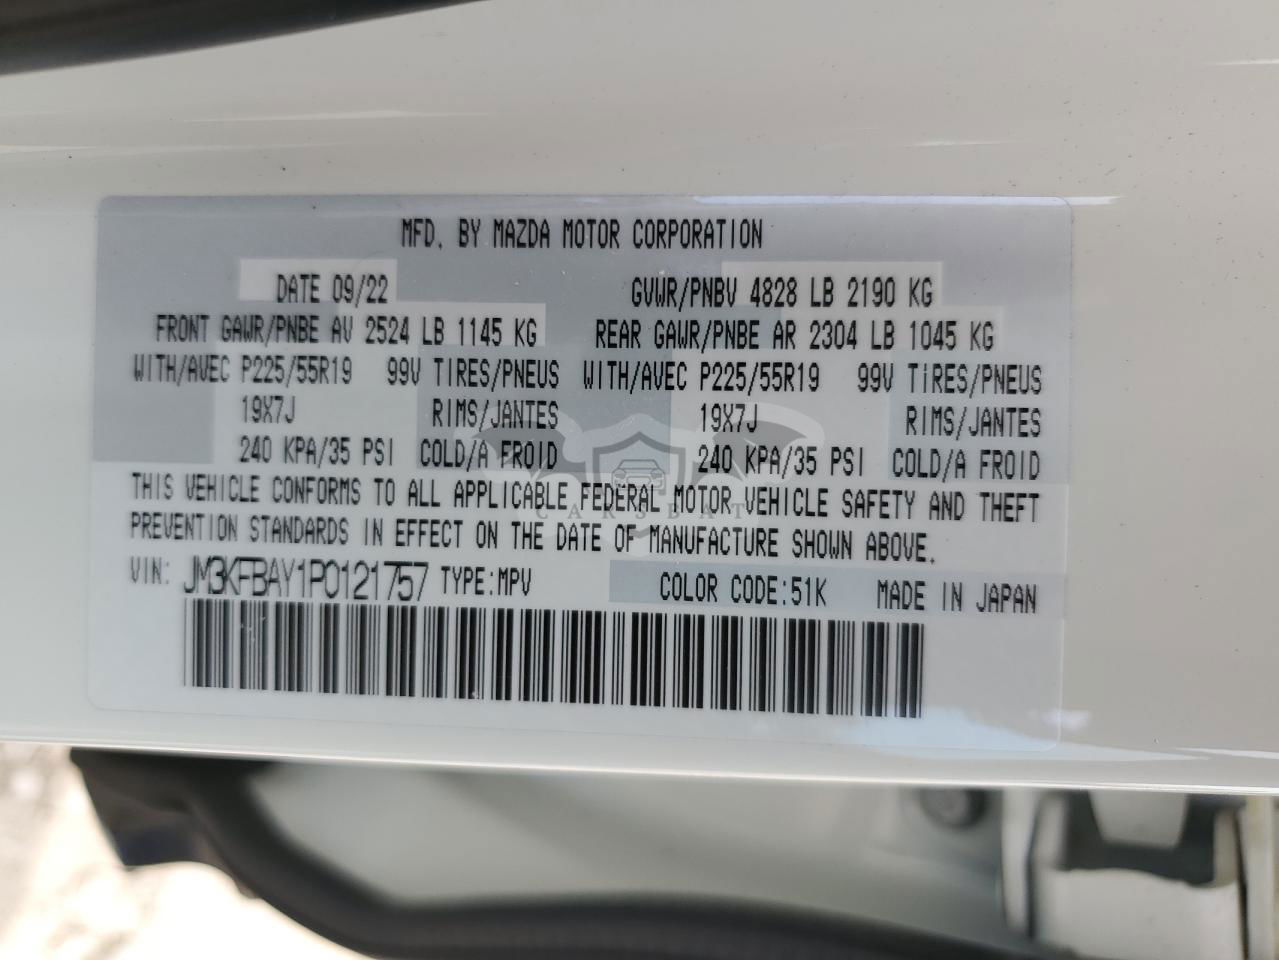 MFD. BY MAZDA MOTOR CORPORATION
DATE 09/22 GVWR/PNBV 4828 LB 2190 KG
FRONT GAWR/PNBE AV 2524 LB 1145 KG REAR GAWR/PNBE AR 2304 LB 1045 KG
WITH/AVEC P225/55R19 99V TIRES/PNEUS WITH/AVEC P225/55R19 99V TIRES/PNEUS
19X7J RIMS/JANTES 19X7J RIMS/JANTES
240 KPA/35 PSI COLD/A FROID 240 KPA/35 PSI COLD/A FROID
THIS VEHICLE CONFORMS TO ALL APPLICABLE FEDERAL MOTOR VEHICLE SAFETY AND THEFT
CARSBAT
PREVENTION STANDARDS IN EFFECT ON THE DATE OF MANUFACTURE SHOWN ABOVE.
VIN: JM3KFBAY1P0121757 TYPE:MPV COLOR CODE:51K MADE IN JAPAN